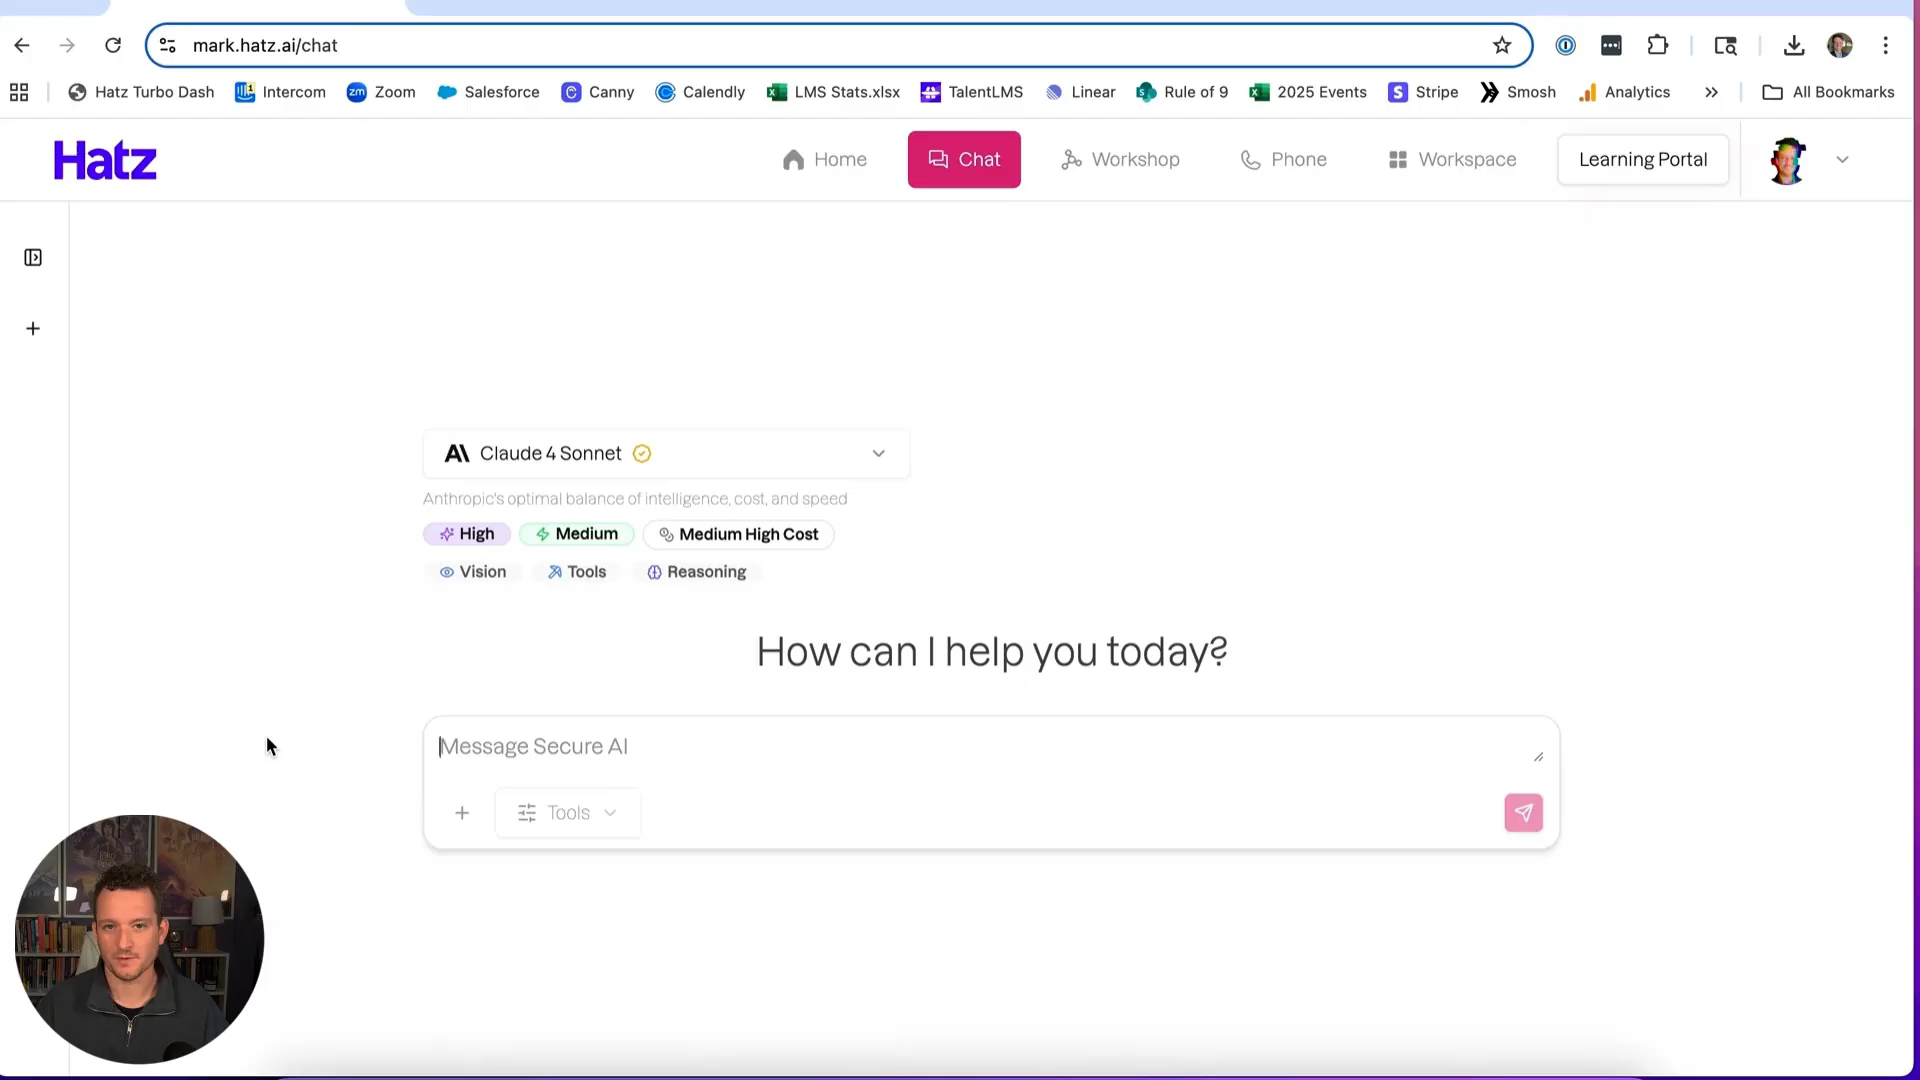 mark.hatz.ai/chat
Hatz Turbo Dash Intercom Zoom Salesforce Canny Calendly LMS Stats.xlsx TalentLMS Linear Rule of 9 2025 Events Stripe Smosh Analytics All Bookmarks
Hatz Home Chat Workshop Phone Workspace Learning Portal
Claude 4 Sonnet
Anthropic's optimal balance of intelligence, cost, and speed
High Medium Medium High Cost
Vision Tools Reasoning
How can I help you today?
Message Secure AI
Tools